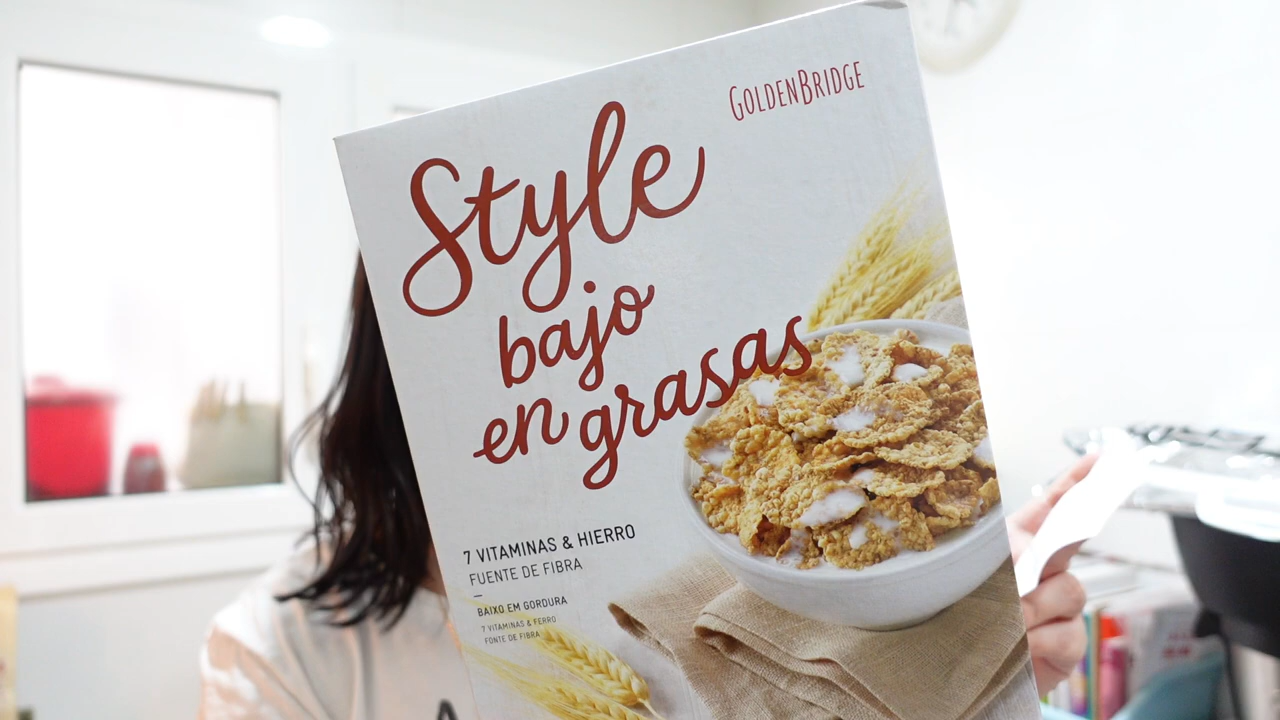 GOLDENBRIDGE
Style
bajo
en grasas
7 VITAMINAS & HIERRO
FUENTE DE FIBRA
BAIXO EM GORDURA
7 VITAMINAS & FERRO
FONTE DE FIBRA